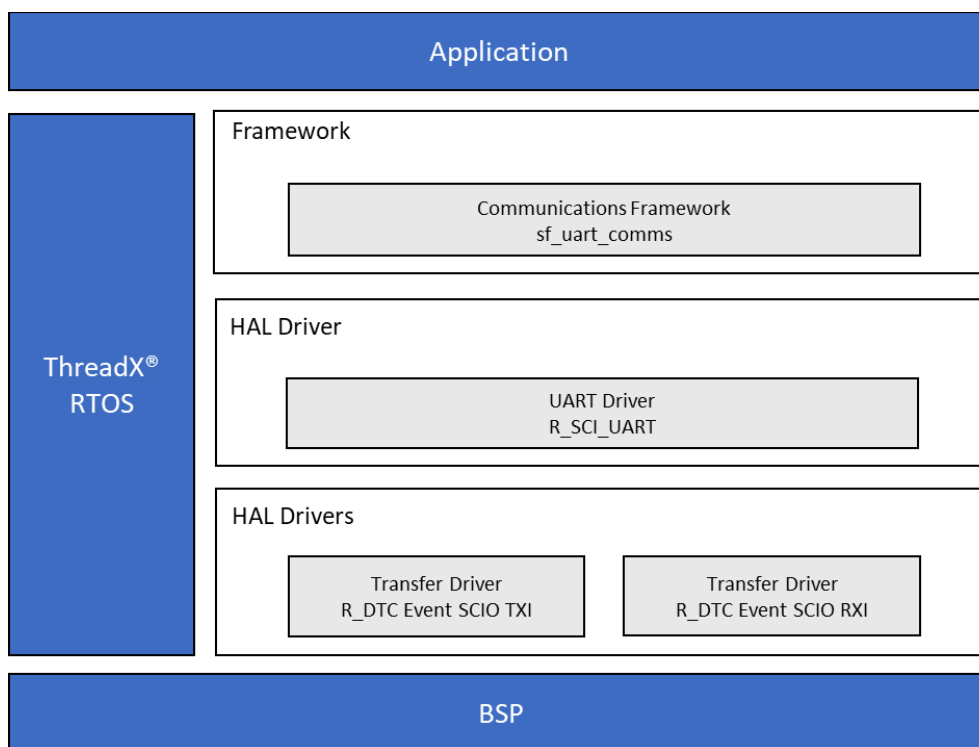 Application
Framework
Communications Framework
sf_uart_comms
ThreadX®
RTOS
HAL Driver
UART Driver
R_SCI_UART
HAL Drivers
Transfer Driver
R_DTC Event SCIO TXI
Transfer Driver
R_DTC Event SCIO RXI
BSP